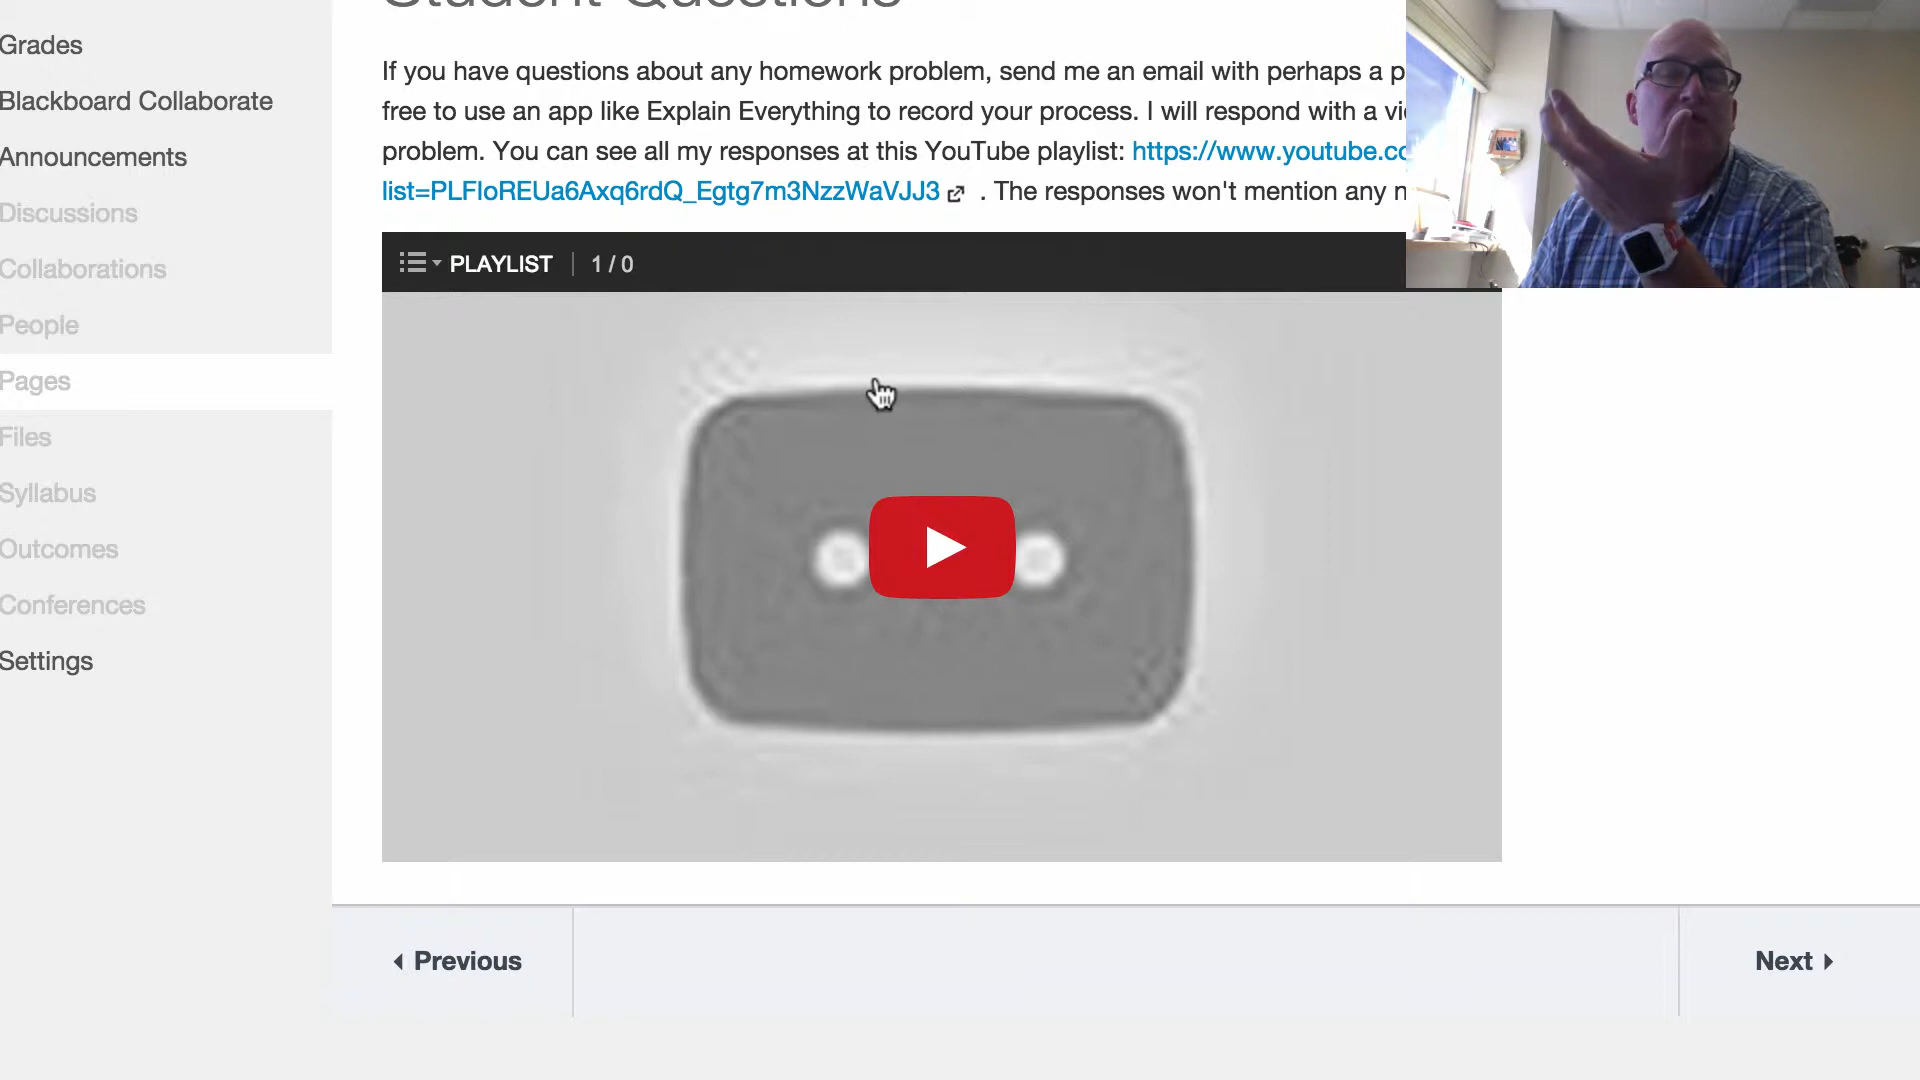 Student Questions
Grades
Blackboard Collaborate
Announcements
Discussions
Collaborations
People
Pages
Files
Syllabus
Outcomes
Conferences
Settings
If you have questions about any homework problem, send me an email with perhaps a p
free to use an app like Explain Everything to record your process. I will respond with a vi
problem. You can see all my responses at this YouTube playlist: https://www.youtube.co
list=PLFloREUa6Axq6rdQ_Egtg7m3NzzWaVJJ3 . The responses won't mention any n
PLAYLIST 1 / 0
Previous
Next